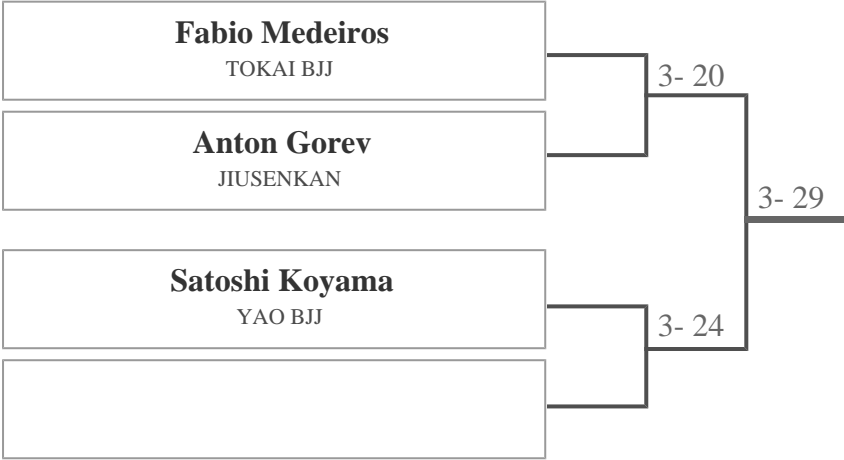 Fabio Medeiros
TOKAI BJJ
3- 20
Anton Gorev
JIUSENKAN
3- 29
Satoshi Koyama
YAO BJJ
3- 24